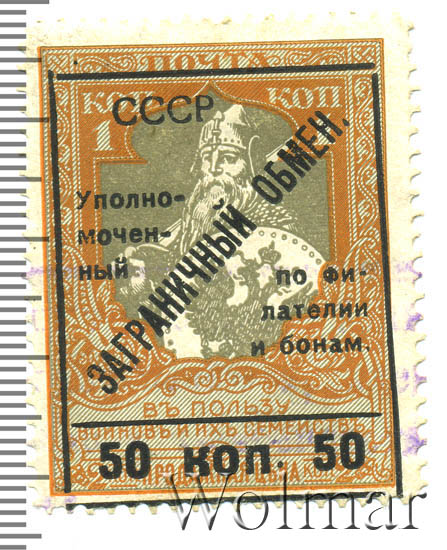 ПОЧТА
КОП КОП
1
СССР
Уполно-
мочен-
ный
ЗАГРАНИЧНЫЙ ОБМЕН.
по фи-
лателии
и бонам.
ВЪ ПОЛЬЗУ
50 коп. 50
Wolmar